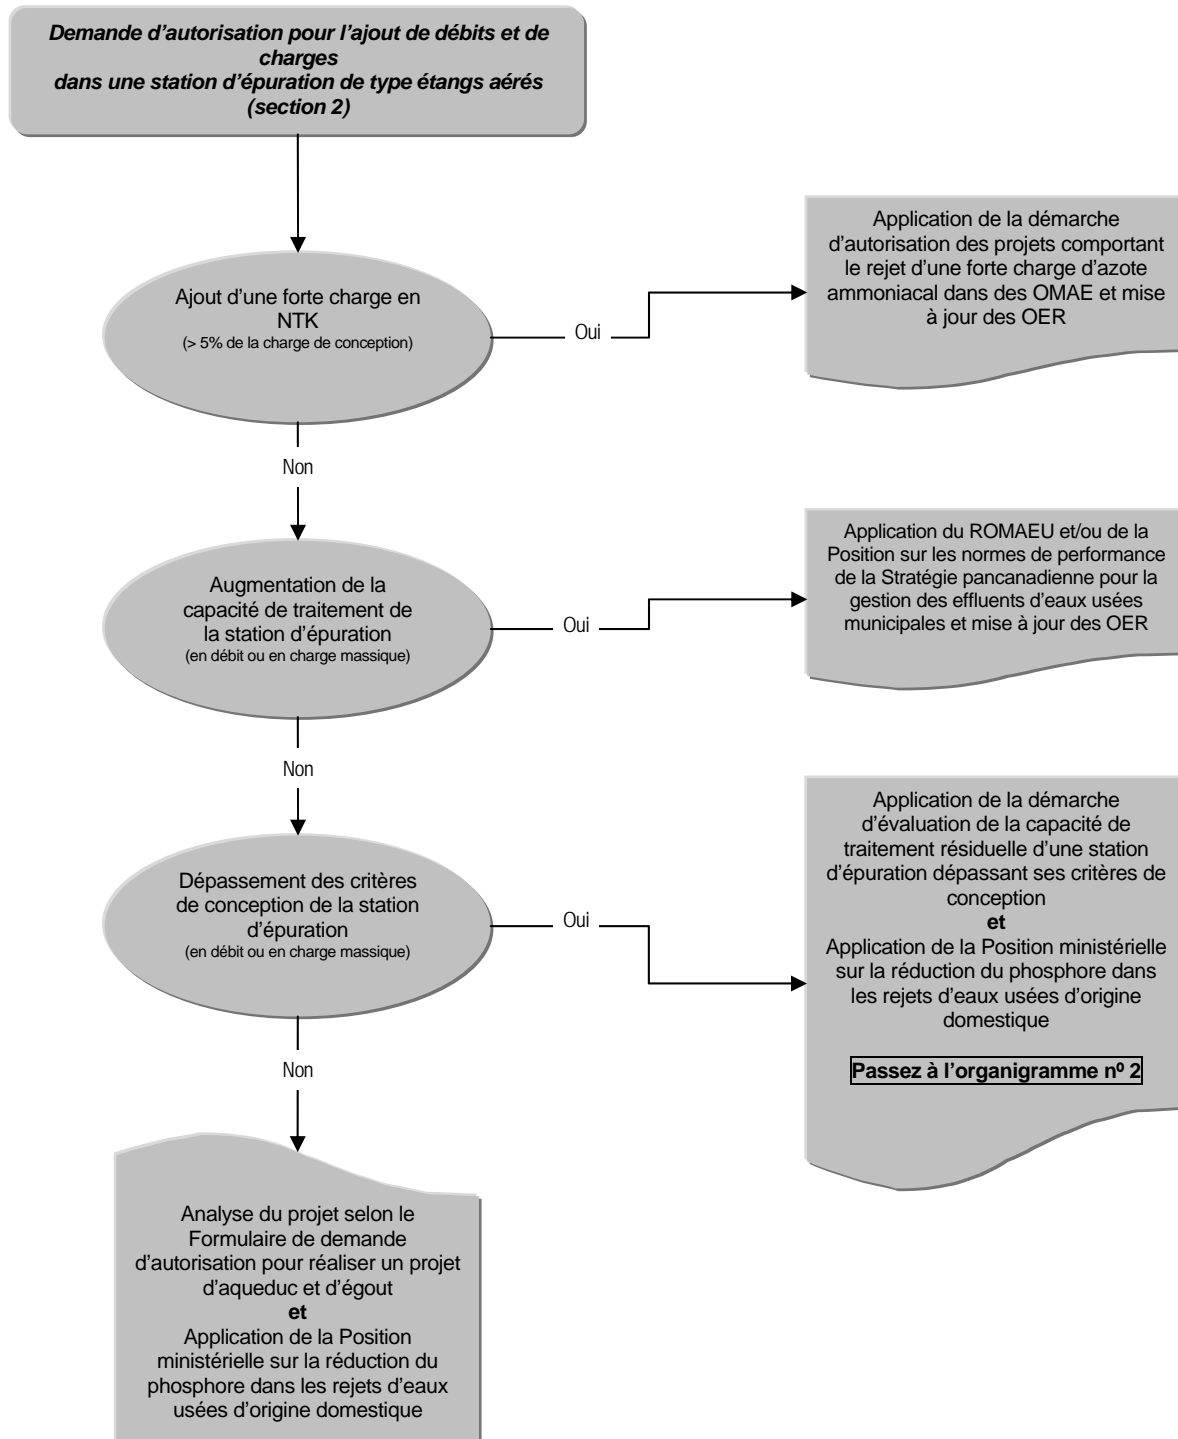 Demande d'autorisation pour l'ajout de débits et de
charges
dans une station d'épuration de type étangs aérés
(section 2)
Ajout d'une forte charge en
NTK
(> 5% de la charge de conception)
Oui
Application de la démarche
d'autorisation des projets comportant
le rejet d'une forte charge d'azote
ammoniacal dans des OMAE et mise
à jour des OER
Non
Augmentation de la
capacité de traitement de
la station d'épuration
(en débit ou en charge massique)
Oui
Application du ROMAEU et/ou de la
Position sur les normes de performance
de la Stratégie pancanadienne pour la
gestion des effluents d'eaux usées
municipales et mise à jour des OER
Non
Dépassement des critères
de conception de la station
d'épuration
(en débit ou en charge massique)
Oui
Application de la démarche
d'évaluation de la capacité de
traitement résiduelle d'une station
d'épuration dépassant ses critères de
conception
et
Application de la Position ministérielle
sur la réduction du phosphore dans
les rejets d'eaux usées d'origine
domestique
Passez à l'organigramme nº 2
Non
Analyse du projet selon le
Formulaire de demande
d'autorisation pour réaliser un projet
d'aqueduc et d'égout
et
Application de la Position
ministérielle sur la réduction du
phosphore dans les rejets d'eaux
usées d'origine domestique